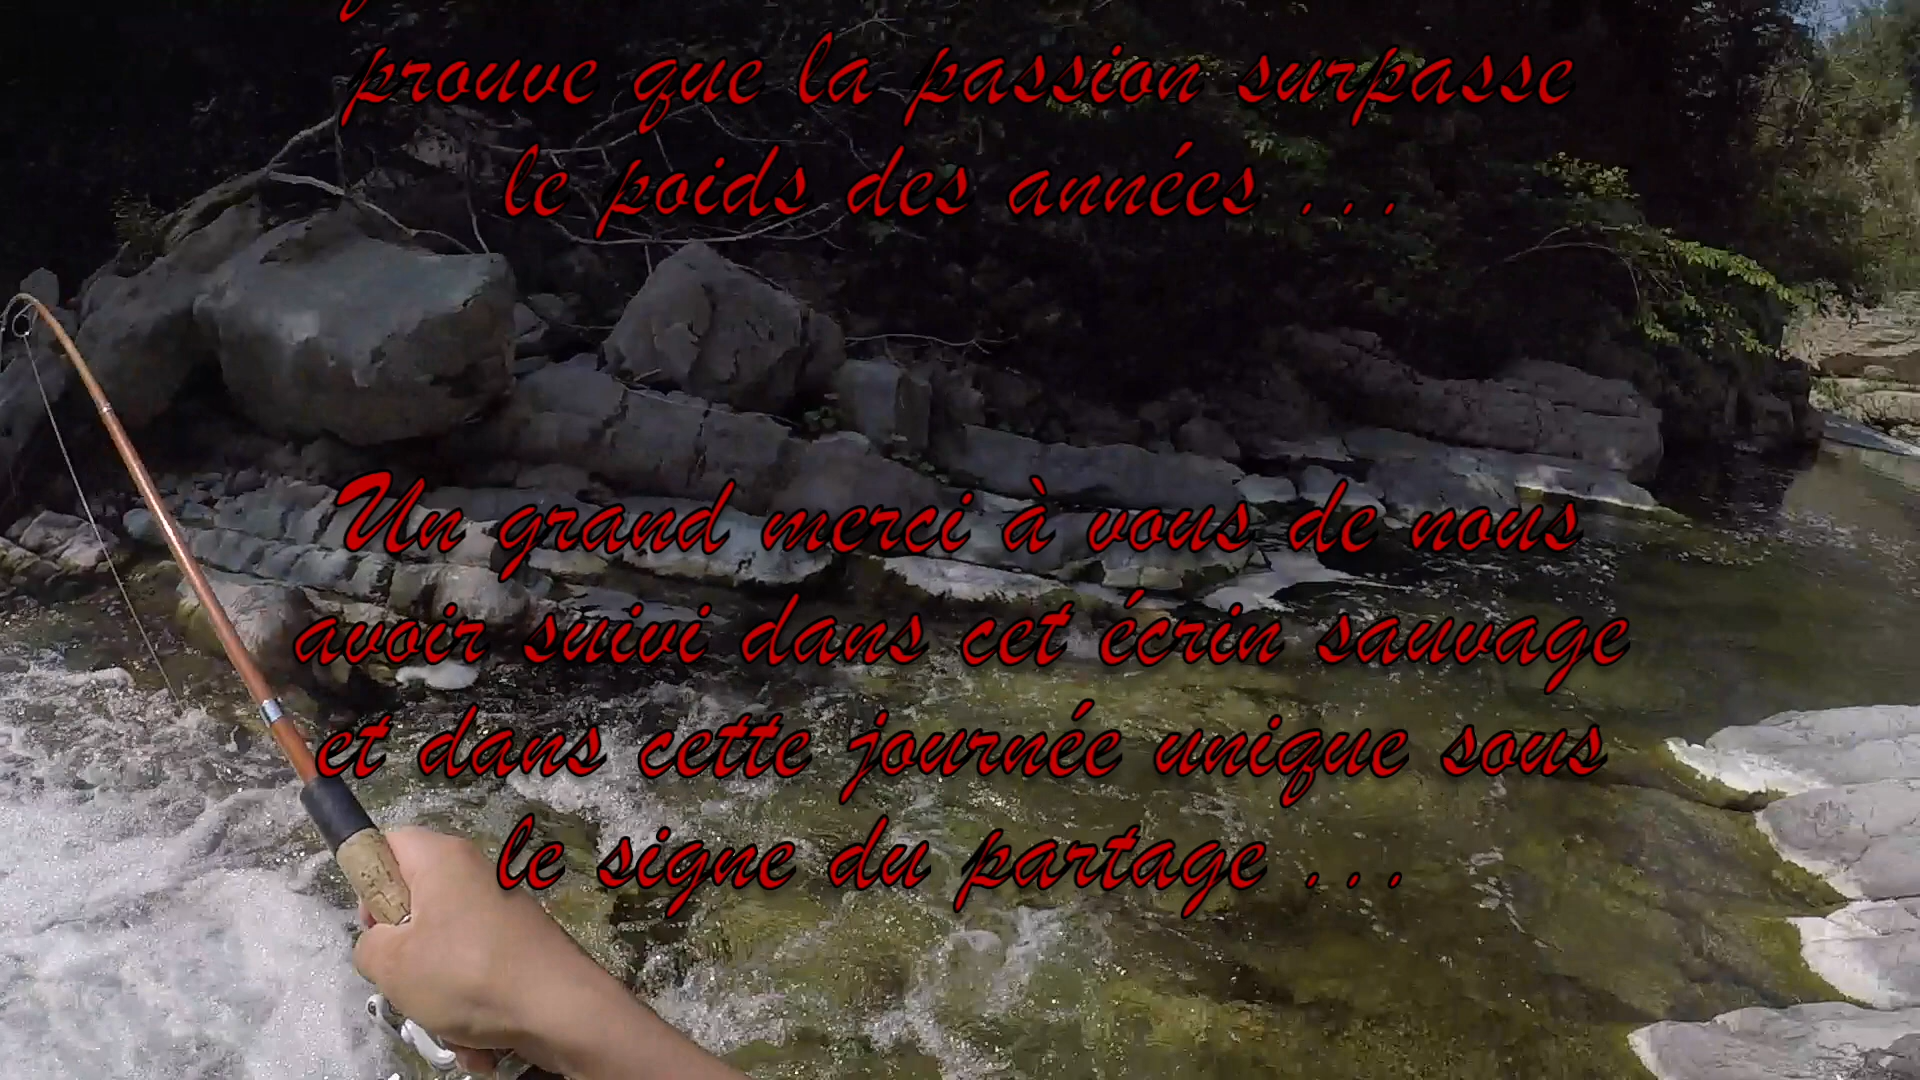 prouve que la passion surpasse
le poids des années ...
Un grand merci à vous de nous
avoir suivi dans cet écrin sauvage
et dans cette journée unique sous
le signe du partage ...